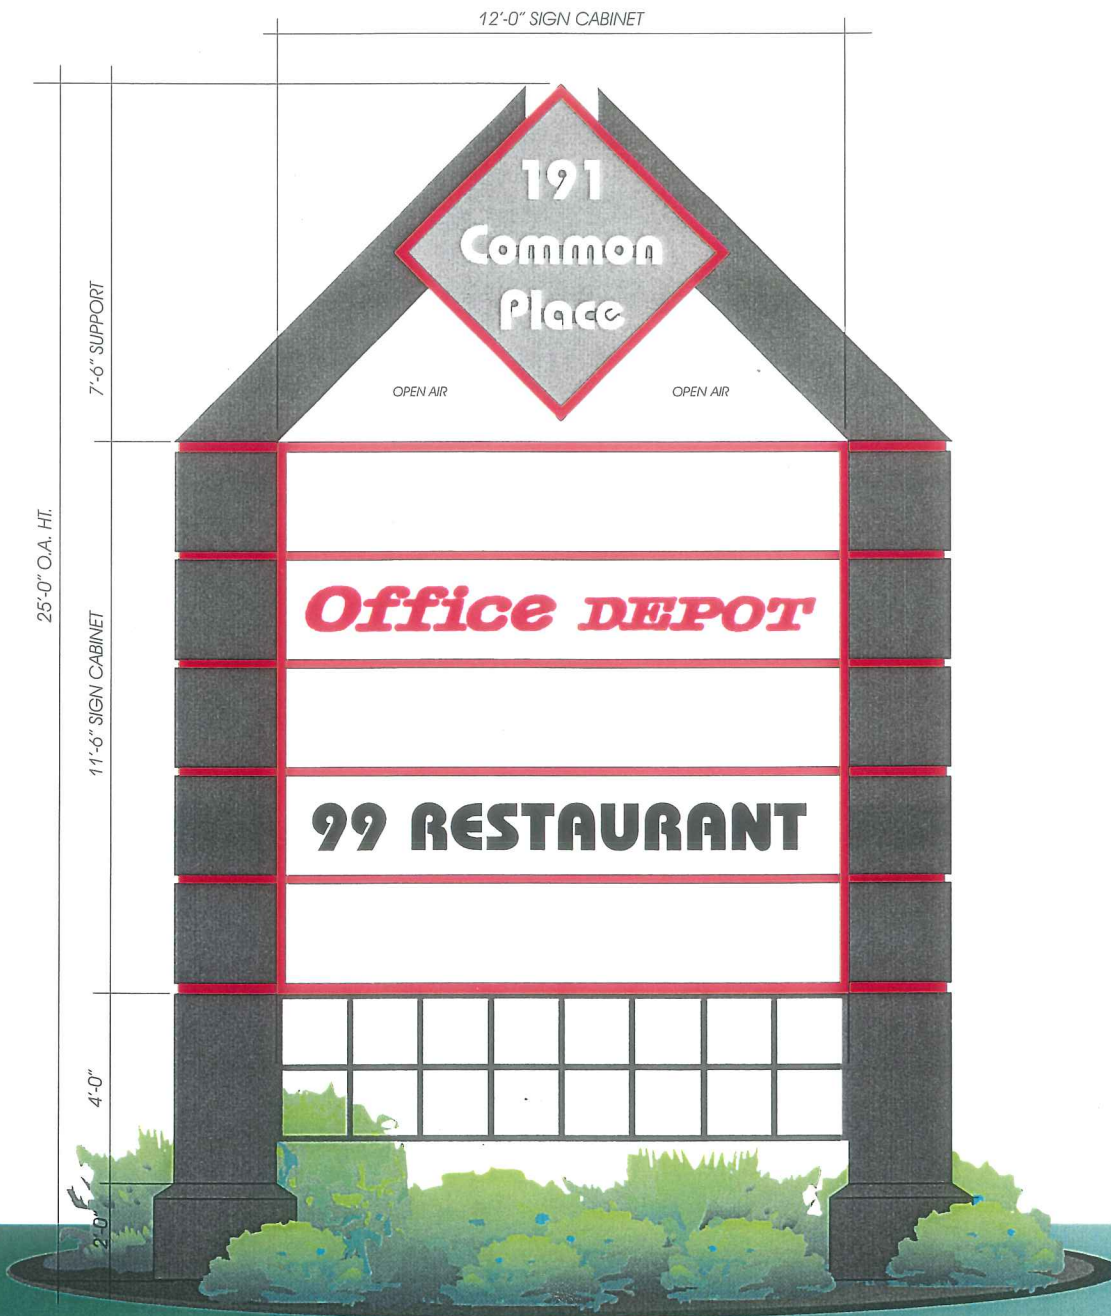 12'-0" SIGN CABINET
191
Common
Place
7'-6" SUPPORT
OPEN AIR
OPEN AIR
25'-0" O.A. HT.
Office DEPOT
11'-6" SIGN CABINET
99 RESTAURANT
4'-0"
2'-0"